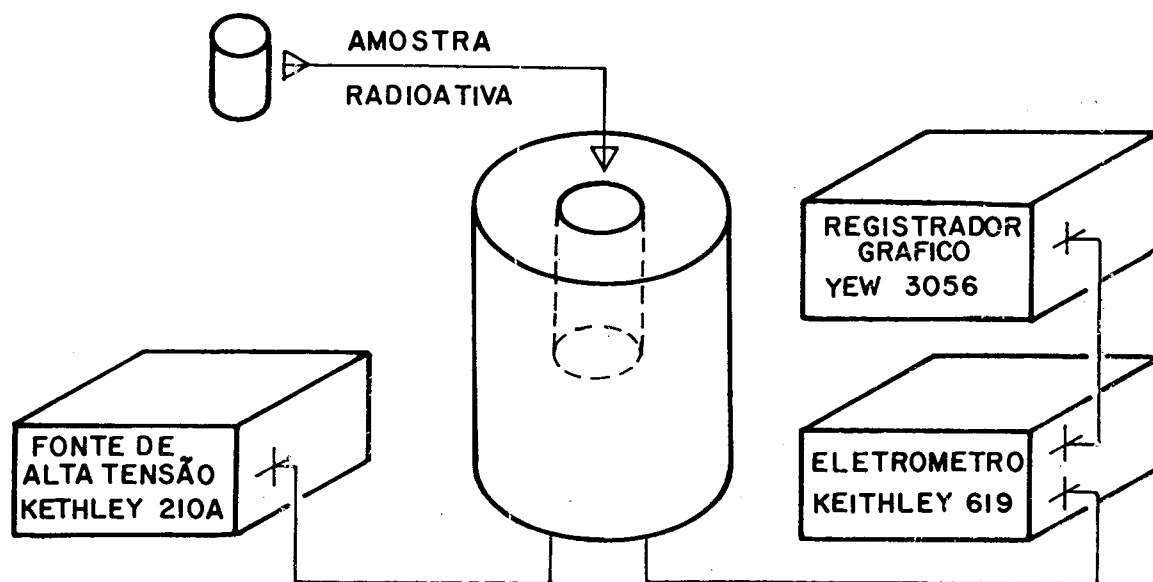 AMOSTRA
RADIOATIVA
REGISTRADOR
GRAFICO
YEW 3056
FONTE DE
ALTA TENSÃO
KETHLEY 210A
ELETROMETRO
KEITHLEY 619